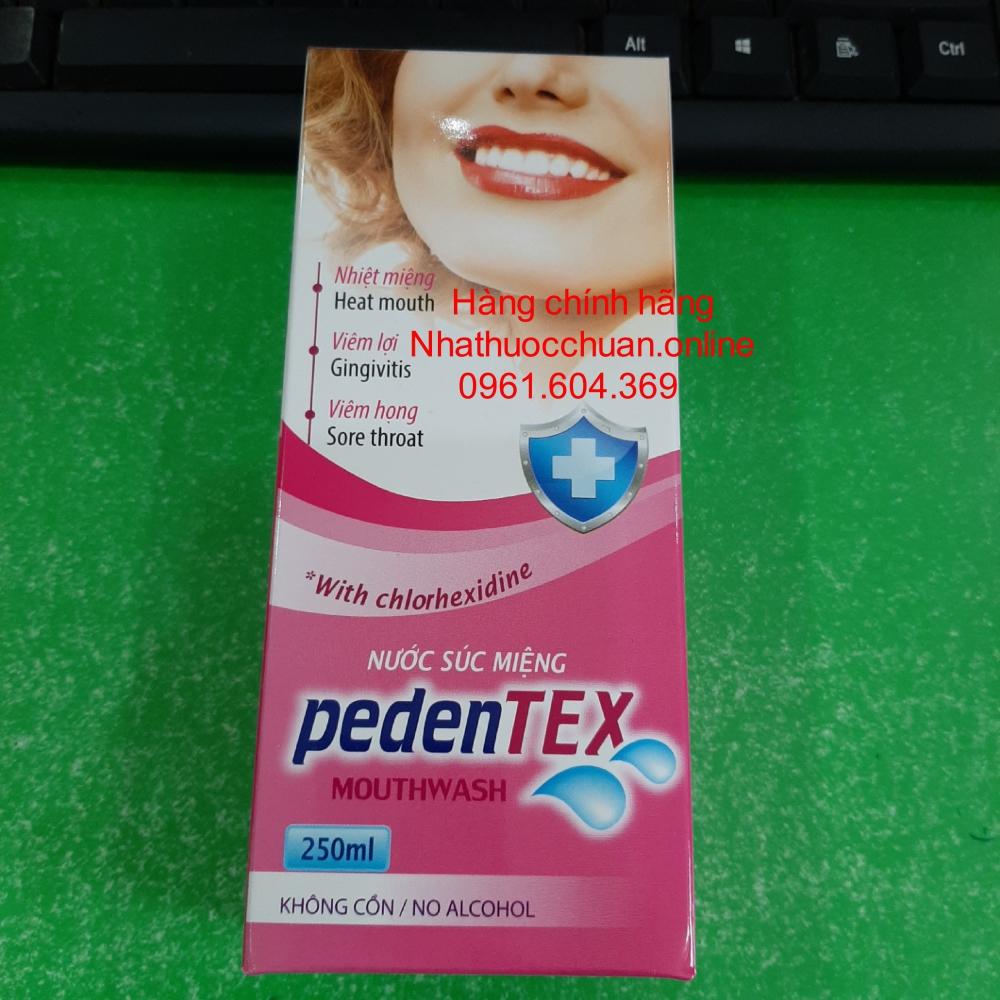 Alt
Ctrl
Nhiệt miệng
Heat mouth
Hàng chính hãng
Viêm lợi
Nhathuocchuan.online
Gingivitis
0961.604.369
Viêm họng
Sore throat
*With chlorhexidine
NƯỚC SÚC MIỆNG
pedenTEX
MOUTHWASH
250ml
KHÔNG CỒN / NO ALCOHOL